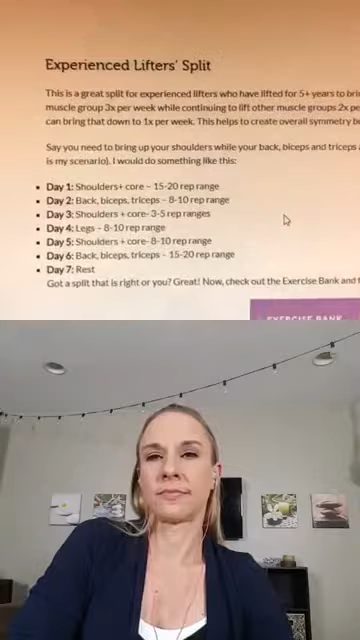 Experienced Lifters' Split
This is a great split for experienced lifters who have lifted for 5+ years to
muscle group 3x per week while continuing to lift other muscle groups 2x
can bring that down to 1x per week. This helps to create overall symmetry
Say you need to bring up your shoulders while your back, biceps and triceps
is my scenario). I would do something like this:
• Day 1: Shoulders+ core – 15-20 rep range
• Day 2: Back, biceps, triceps – 8-10 rep range
• Day 3: Shoulders + core- 3-5 rep ranges
• Day 4: Legs – 8-10 rep range
• Day 5: Shoulders + core- 8-10 rep range
• Day 6: Back, biceps, triceps – 15-20 rep range
• Day 7: Rest
Got a split that is right or you? Great! Now, check out the Exercise Bank and
EXERCISE BANK